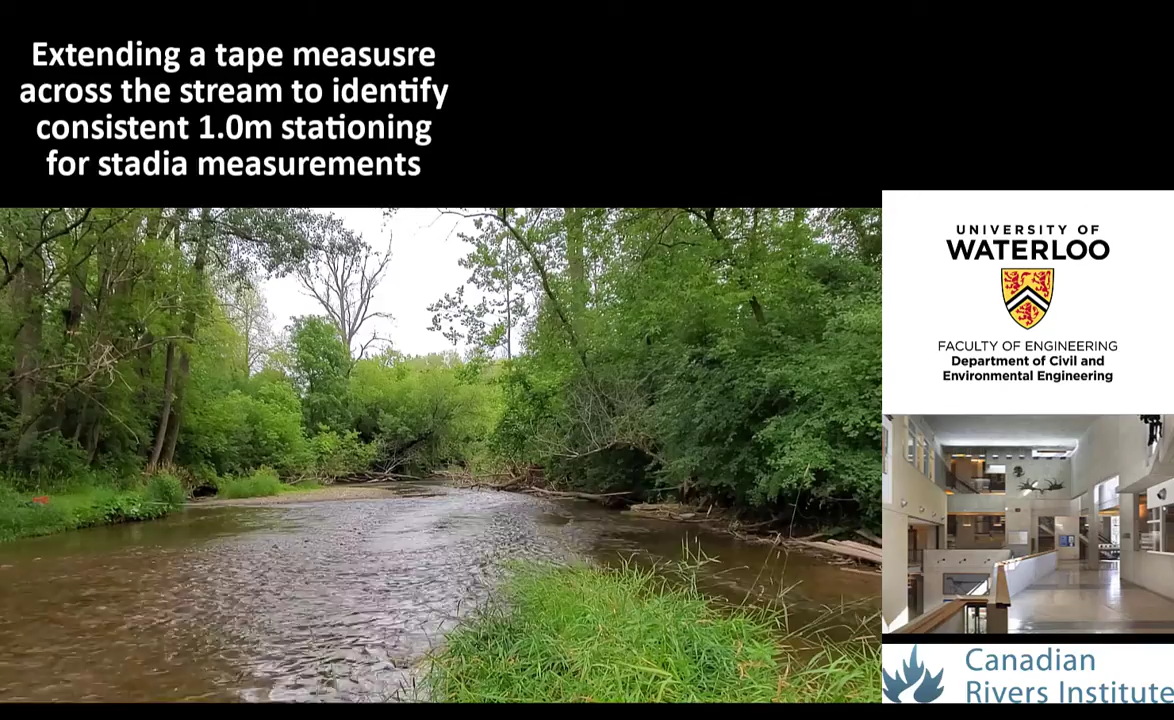 Extending a tape measusre
across the stream to identify
consistent 1.0m stationing
for stadia measurements
UNIVERSITY OF
WATERLOO
FACULTY OF ENGINEERING
Department of Civil and
Environmental Engineering
Canadian
Rivers Institute